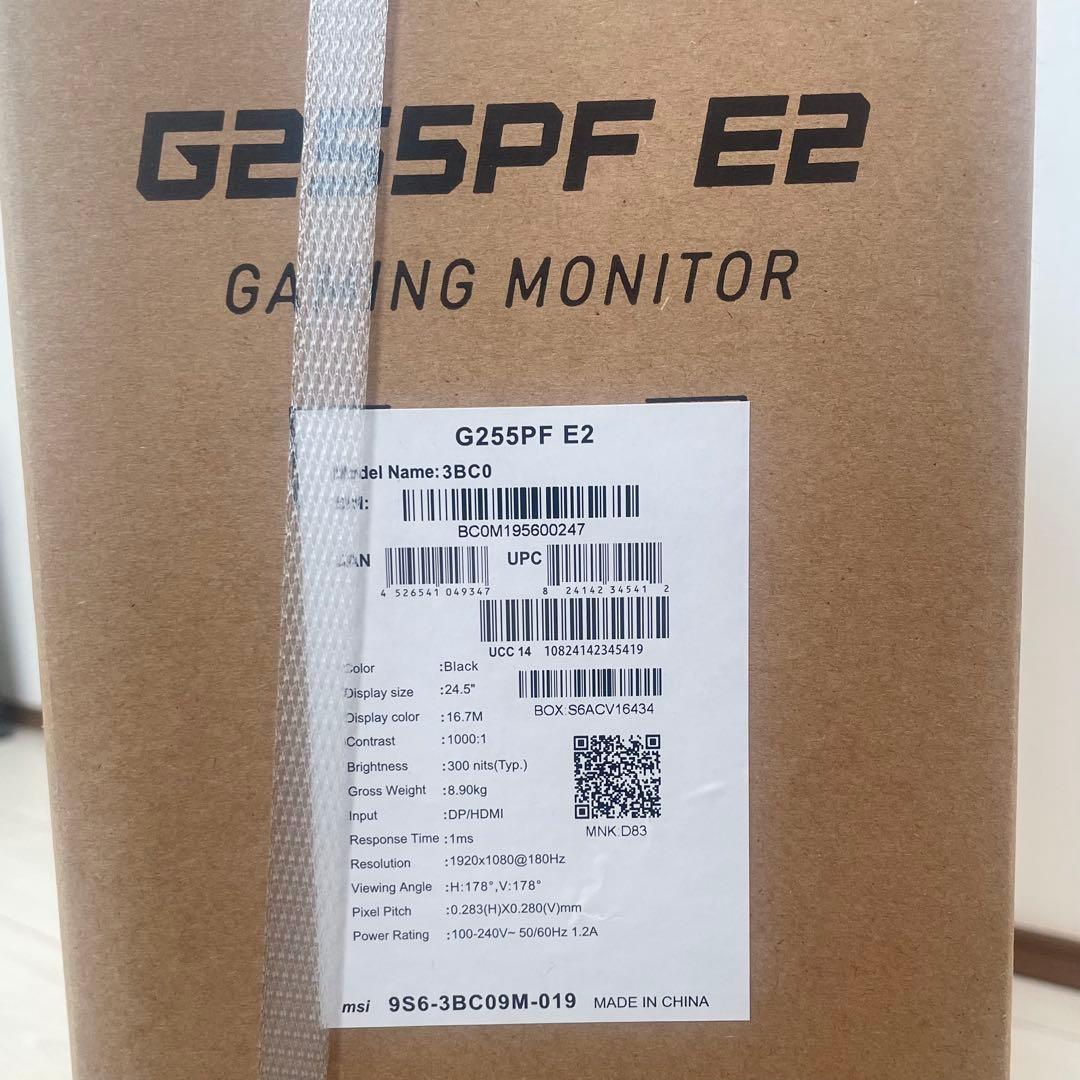 G255PF E2
GAMING MONITOR
G255PF E2
Model Name: 3BC0
S/N:
BC0M195600247
EAN
UPC
4 526541 049347
8 24142 34541 2
UCC 14 10824142345419
Color :Black
BOX:S6ACV16434
Display size :24.5"
Display color :16.7M
Contrast :1000:1
Brightness :300 nits(Typ.)
Gross Weight :8.90kg
Input :DP/HDMI
MNK:D83
Response Time :1ms
Resolution :1920x1080@180Hz
Viewing Angle :H:178°,V:178°
Pixel Pitch :0.283(H)X0.280(V)mm
Power Rating :100-240V~ 50/60Hz 1.2A
msi 9S6-3BC09M-019 MADE IN CHINA